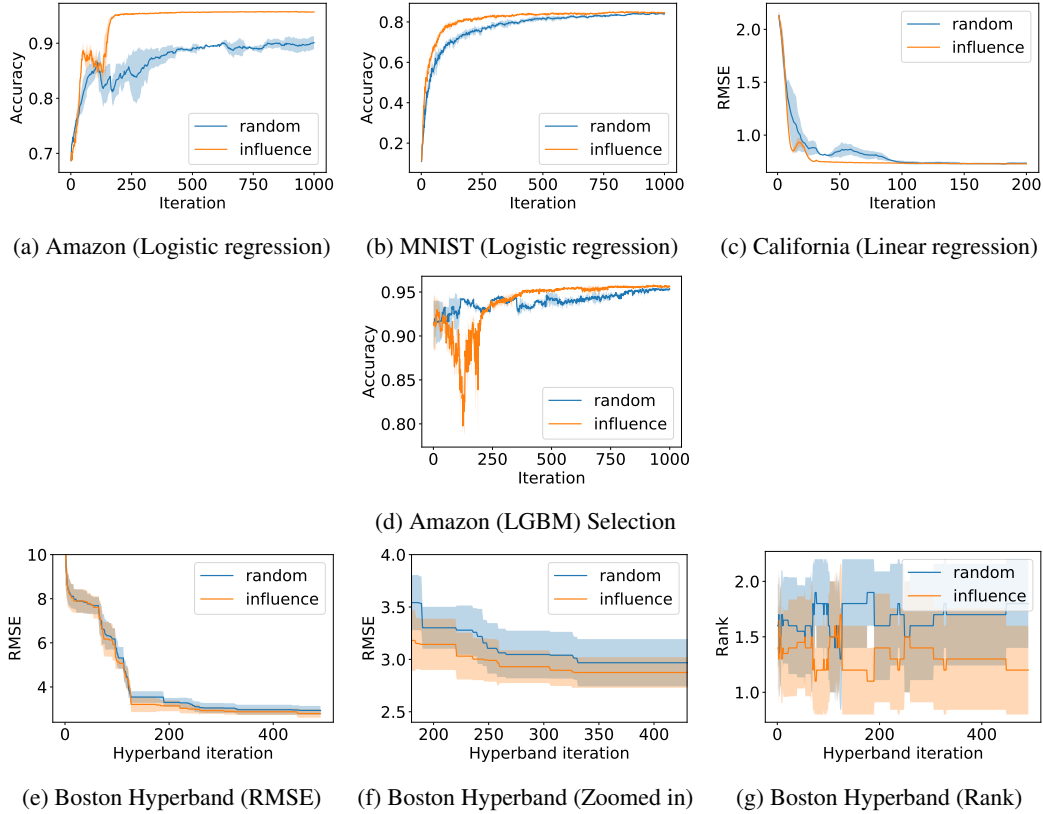 0.9
0.8
0.7
Accuracy
random
influence
0 250 500 750 1000
Iteration
0.8
0.6
0.4
0.2
Accuracy
random
influence
0 250 500 750 1000
Iteration
2.0
1.5
1.0
RMSE
random
influence
0 50 100 150 200
Iteration
(a) Amazon (Logistic regression)
(b) MNIST (Logistic regression)
(c) California (Linear regression)
0.95
0.90
0.85
0.80
Accuracy
random
influence
0 250 500 750 1000
Iteration
(d) Amazon (LGBM) Selection
10
8
6
4
RMSE
random
influence
0 200 400
Hyperband iteration
4.0
3.5
3.0
2.5
RMSE
random
influence
200 250 300 350 400
Hyperband iteration
2.0
1.5
1.0
Rank
random
influence
0 200 400
Hyperband iteration
(e) Boston Hyperband (RMSE)
(f) Boston Hyperband (Zoomed in)
(g) Boston Hyperband (Rank)